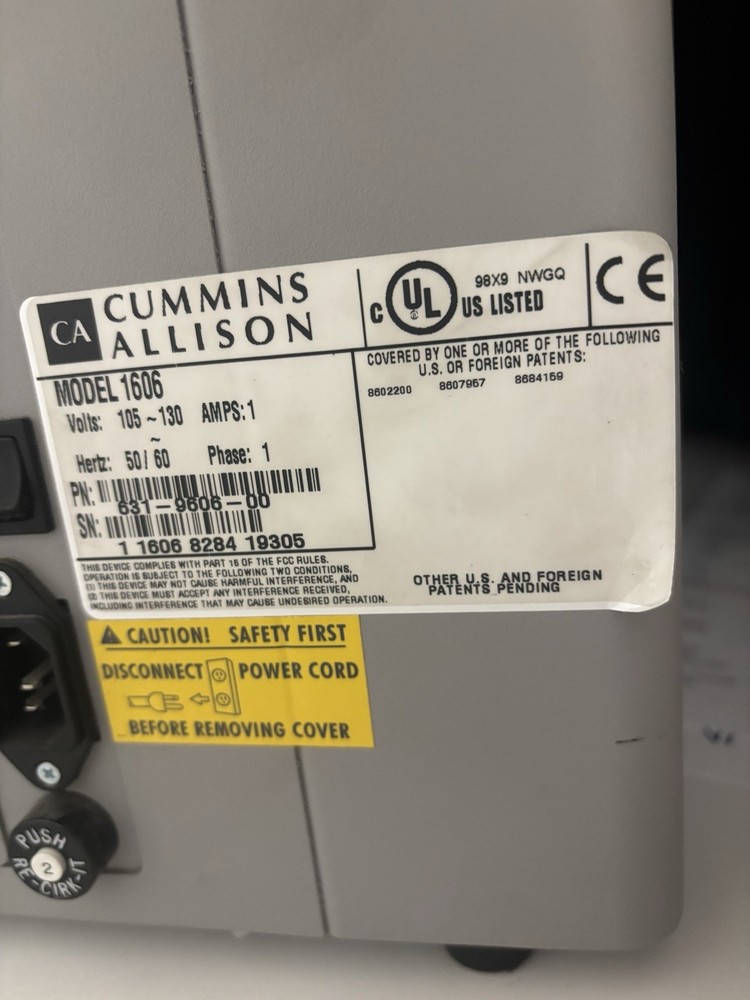 CA CUMMINS
ALLISON
C UL US LISTED
98X9 NWGQ
CE
MODEL 1606
Volts: 105 ~ 130 AMPS: 1
~
Hertz: 50 / 60 Phase: 1
PN:
631-9606-00
SN:
1 1606 8284 19305
COVERED BY ONE OR MORE OF THE FOLLOWING
U.S. OR FOREIGN PATENTS:
8602200 8607957 8684159
OTHER U.S. AND FOREIGN
PATENTS PENDING
THIS DEVICE COMPLIES WITH PART 15 OF THE FCC RULES.
OPERATION IS SUBJECT TO THE FOLLOWING TWO CONDITIONS,
(1) THIS DEVICE MAY NOT CAUSE HARMFUL INTERFERENCE, AND
(2) THIS DEVICE MUST ACCEPT ANY INTERFERENCE RECEIVED,
INCLUDING INTERFERENCE THAT MAY CAUSE UNDESIRED OPERATION.
CAUTION! SAFETY FIRST
DISCONNECT POWER CORD
BEFORE REMOVING COVER
PUSH
2
RE-CIRK-IT